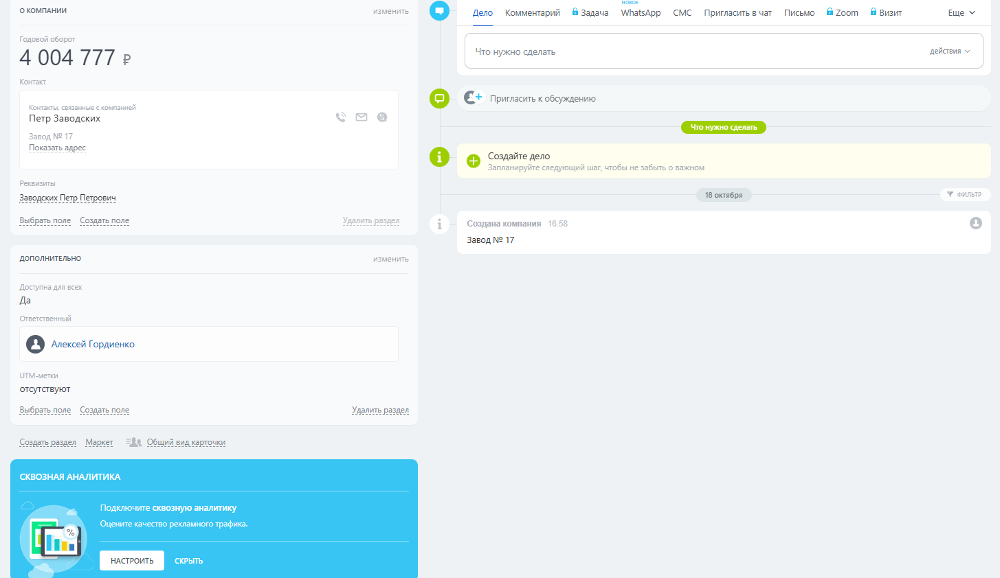 О КОМПАНИИ
изменить
Годовой оборот
4 004 777 ₽
Контакт
Контакты, связанные с компанией
Петр Заводских
Завод № 17
Показать адрес
Реквизиты
Заводских Петр Петрович
Выбрать поле Создать поле Удалить раздел
ДОПОЛНИТЕЛЬНО
изменить
Доступна для всех
Да
Ответственный
Алексей Гордиенко
UTM-метки
отсутствуют
Выбрать поле Создать поле Удалить раздел
Создать раздел Маркет Общий вид карточки
СКВОЗНАЯ АНАЛИТИКА
Подключите сквозную аналитику
Оцените качество рекламного трафика.
%
НАСТРОИТЬ СКРЫТЬ
НОВОЕ
Дело Комментарий Задача WhatsApp СМС Пригласить в чат Письмо Zoom Визит Еще
Что нужно сделать
действия
Пригласить к обсуждению
Что нужно сделать
Создайте дело
Запланируйте следующий шаг, чтобы не забыть о важном
18 октября
ФИЛЬТР
Создана компания 16:58
Завод № 17